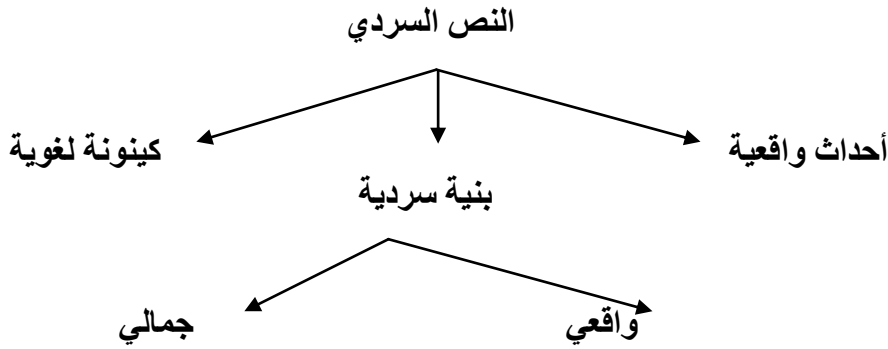 النص السردي
أحداث واقعية
كينونة لغوية
بنية سردية
واقعي
جمالي